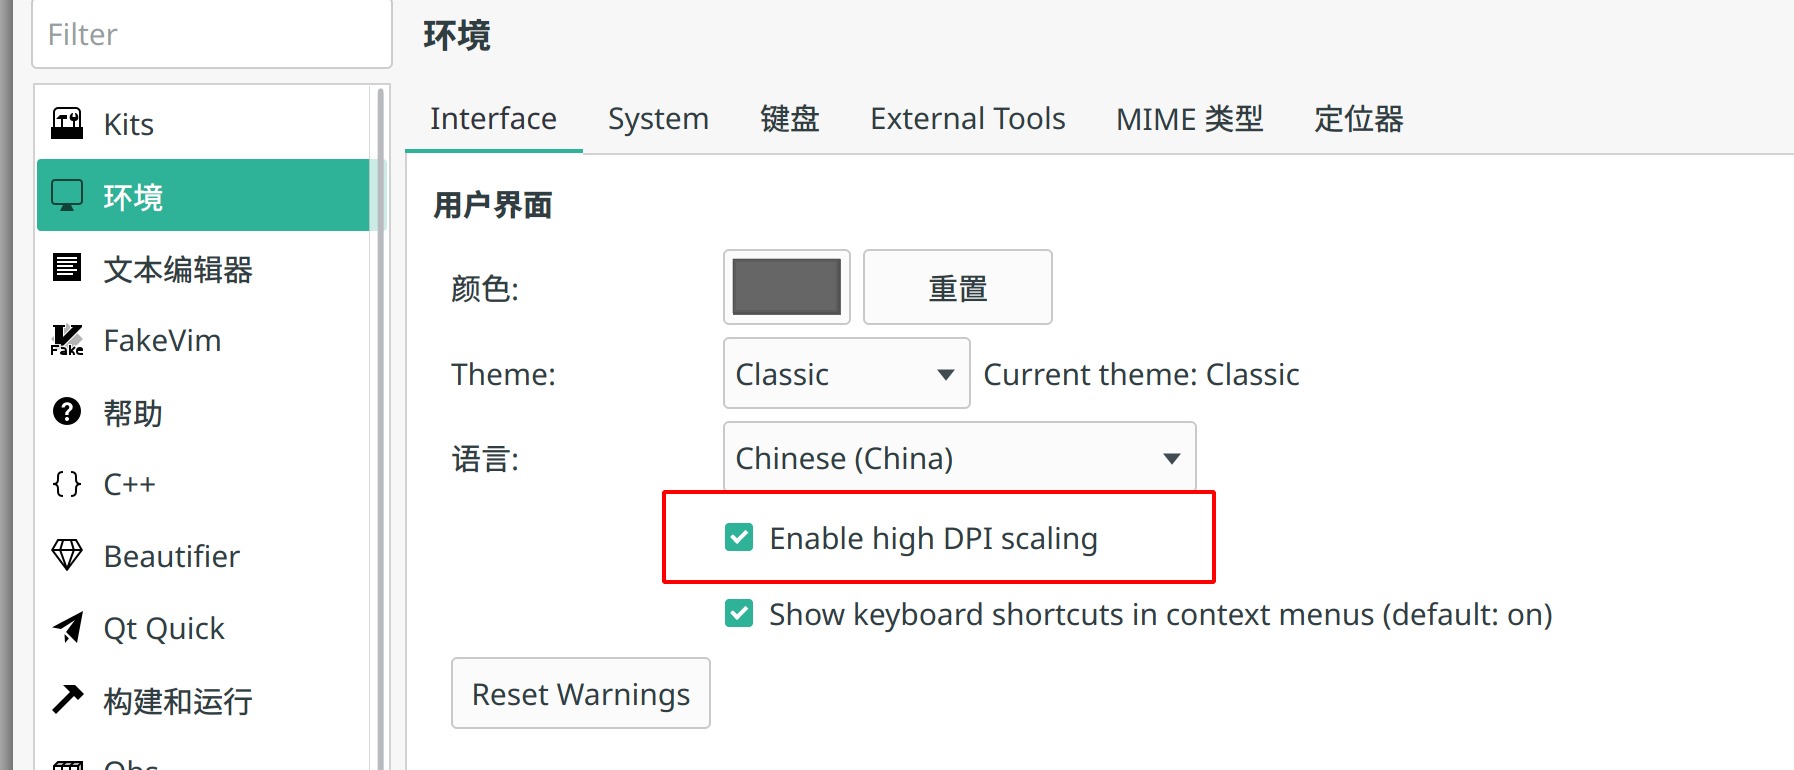 Filter
Kits
环境
文本编辑器
FakeVim
帮助
C++
Beautifier
Qt Quick
构建和运行
环境
Interface System 键盘 External Tools MIME 类型 定位器
用户界面
颜色: 重置
Theme: Classic Current theme: Classic
语言: Chinese (China)
Enable high DPI scaling
Show keyboard shortcuts in context menus (default: on)
Reset Warnings